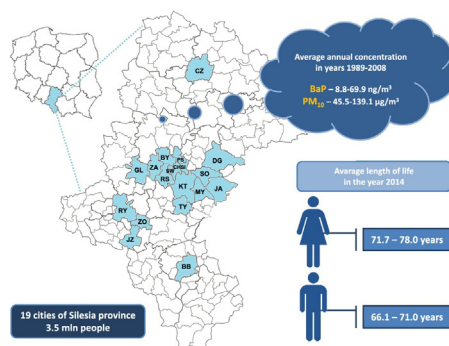 Average annual concentration
in years 1989-2008
BaP – 8.8-69.9 ng/m³
PM₁₀ – 45.5-139.1 µg/m³
CZ
BY
PS
DG
GL
ZA
SW
CHSI
SO
RS
KT
MY
JA
TY
RY
ZO
JZ
BB
Avarage length of life
in the year 2014
71.7 – 78.0 years
66.1 – 71.0 years
19 cities of Silesia province
3.5 mln people